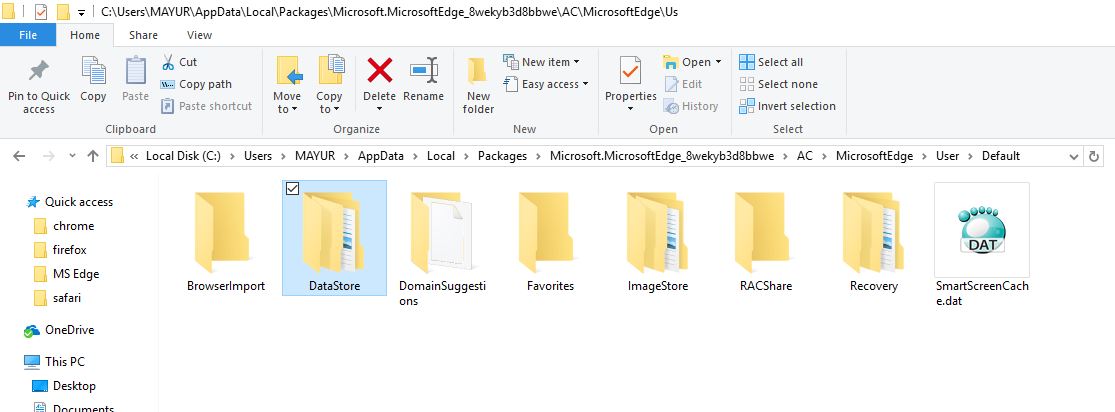 C:\Users\MAYUR\AppData\Local\Packages\Microsoft.MicrosoftEdge_8wekyb3d8bbwe\AC\MicrosoftEdge\Us
File Home Share View
Pin to Quick access
Copy
Paste
Cut
Copy path
Paste shortcut
Clipboard
Move to
Copy to
Delete
Rename
Organize
New folder
New item
Easy access
New
Properties
Open
Edit
History
Open
Select all
Select none
Invert selection
Select
« Local Disk (C:) > Users > MAYUR > AppData > Local > Packages > Microsoft.MicrosoftEdge_8wekyb3d8bbwe > AC > MicrosoftEdge > User > Default
Quick access
chrome
firefox
MS Edge
safari
OneDrive
This PC
Desktop
Documents
BrowserImport
DataStore
DomainSuggesti
ons
Favorites
ImageStore
RACShare
Recovery
DAT
SmartScreenCach
e.dat